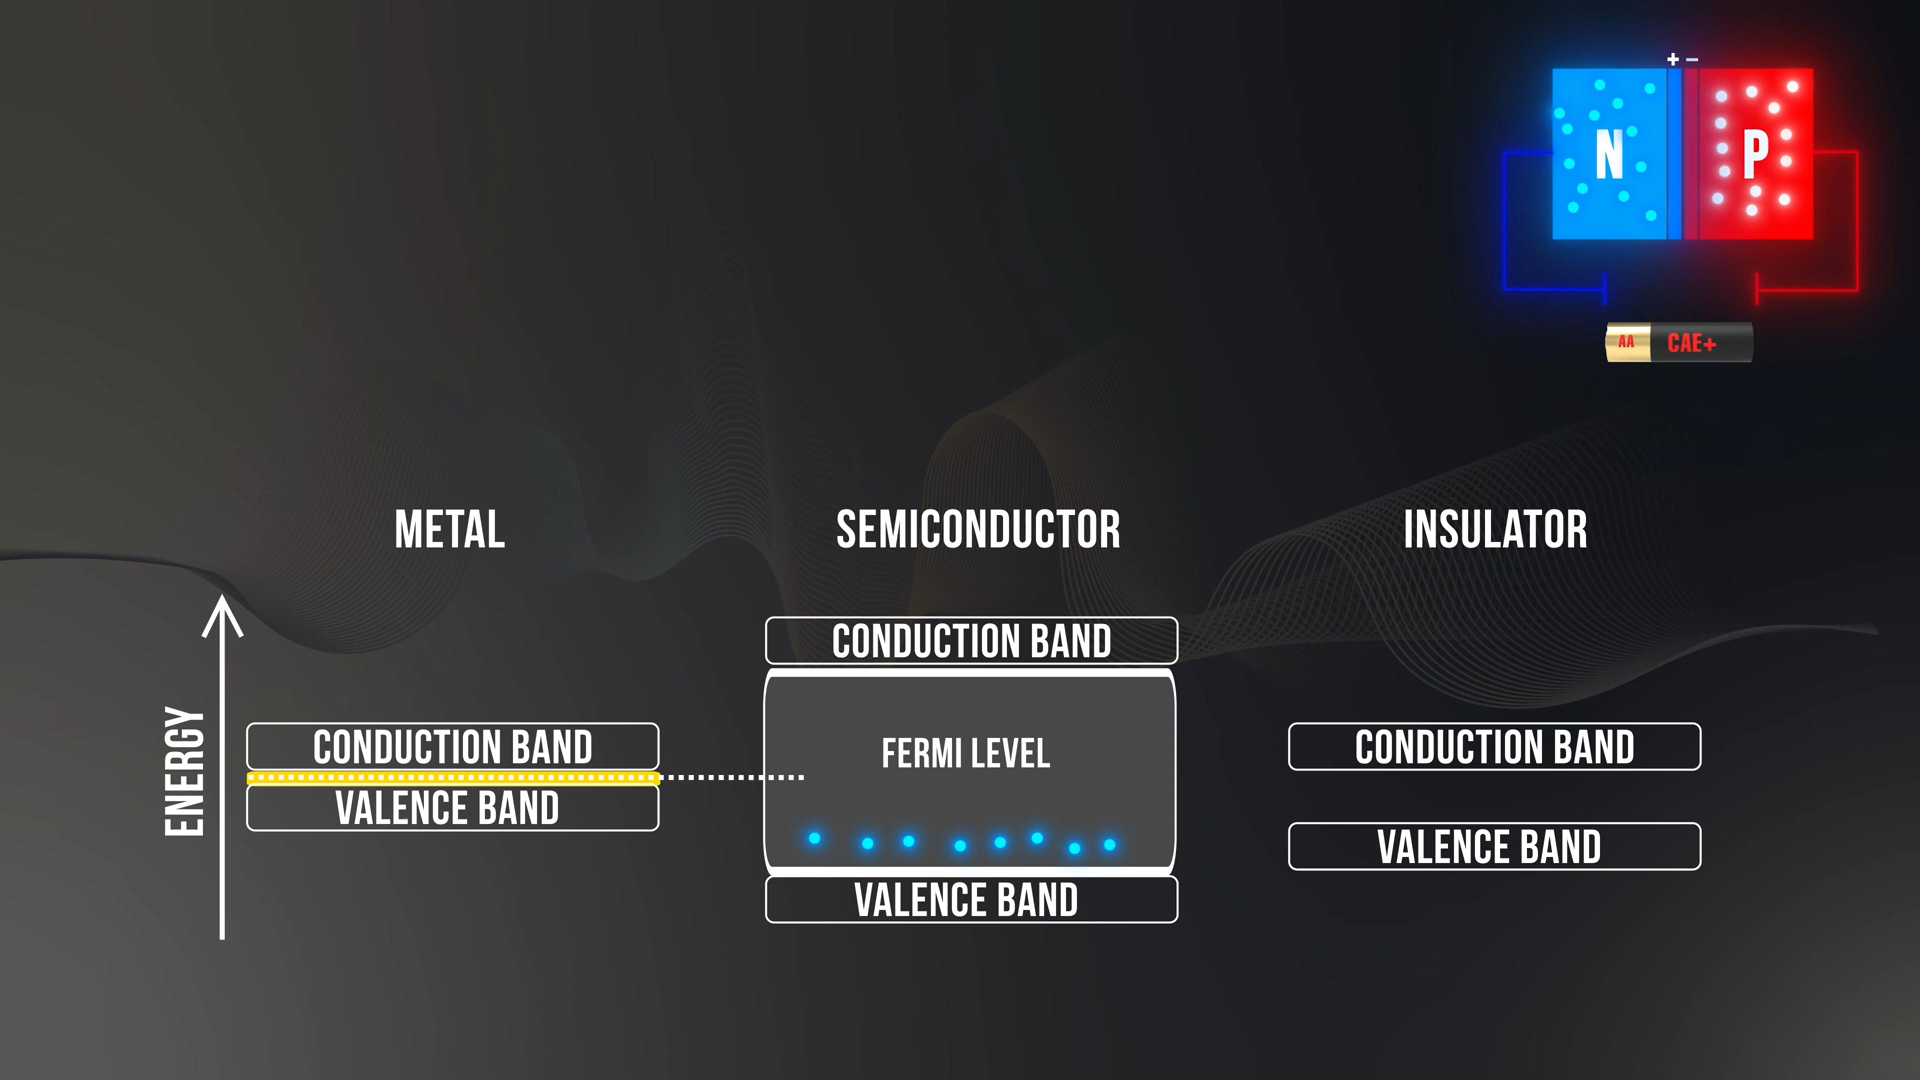 + –
N
P
AA
CAE+
METAL
SEMICONDUCTOR
INSULATOR
ENERGY
CONDUCTION BAND
VALENCE BAND
CONDUCTION BAND
FERMI LEVEL
VALENCE BAND
CONDUCTION BAND
VALENCE BAND